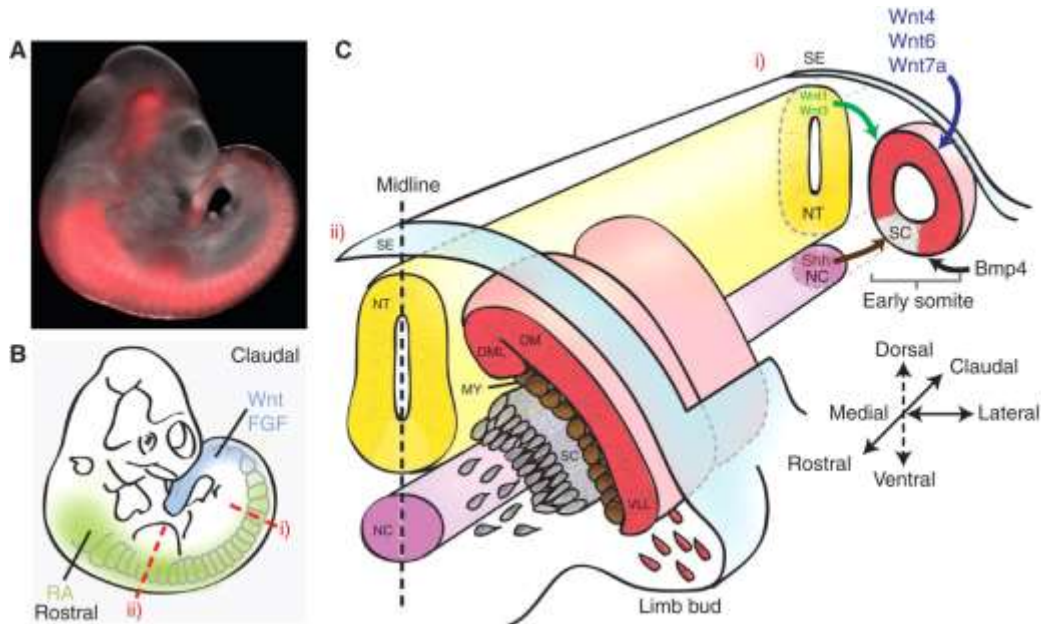 A
B
Claudal
Wnt
FGF
RA
Rostral
i)
ii)
C
Wnt4
Wnt6
Wnt7a
i)
SE
Wnt1
Wnt3
NT
SC
Shh
NC
Bmp4
Early somite
Midline
ii)
SE
NT
DML
DM
MY
SC
VLL
NC
Limb bud
Dorsal
Claudal
Medial
Lateral
Rostral
Ventral